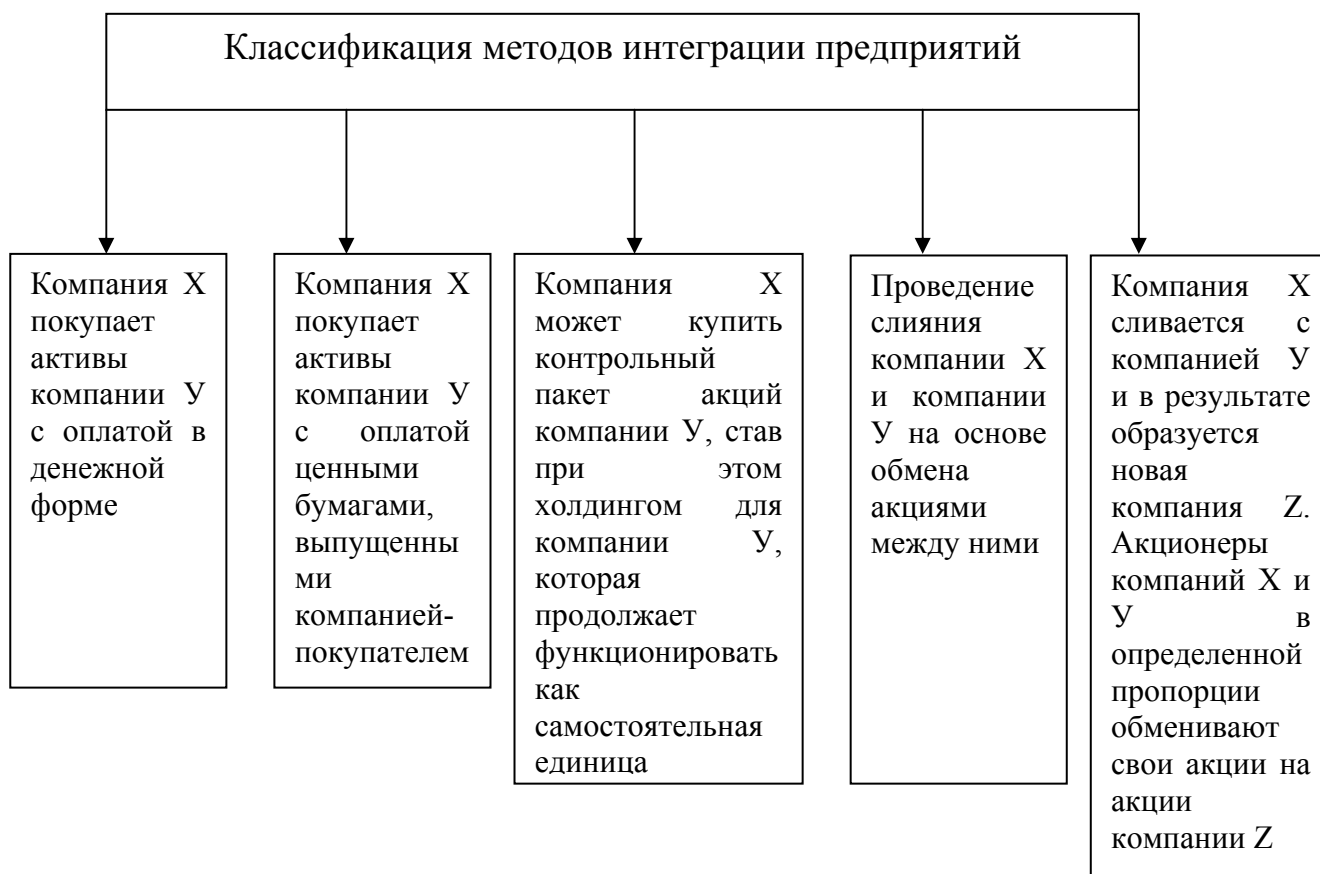 Классификация методов интеграции предприятий
Компания X
покупает
активы
компании У
с оплатой в
денежной
форме
Компания X
покупает
активы
компании У
с оплатой
ценными
бумагами,
выпущенны
ми
компанией-
покупателем
Компания X
может купить
контрольный
пакет акций
компании У, став
при этом
холдингом для
компании У,
которая
продолжает
функционировать
как
самостоятельная
единица
Проведение
слияния
компании X
и компании
У на основе
обмена
акциями
между ними
Компания X
сливается с
компанией У
и в результате
образуется
новая
компания Z.
Акционеры
компаний X и
У в
определенной
пропорции
обменивают
свои акции на
акции
компании Z